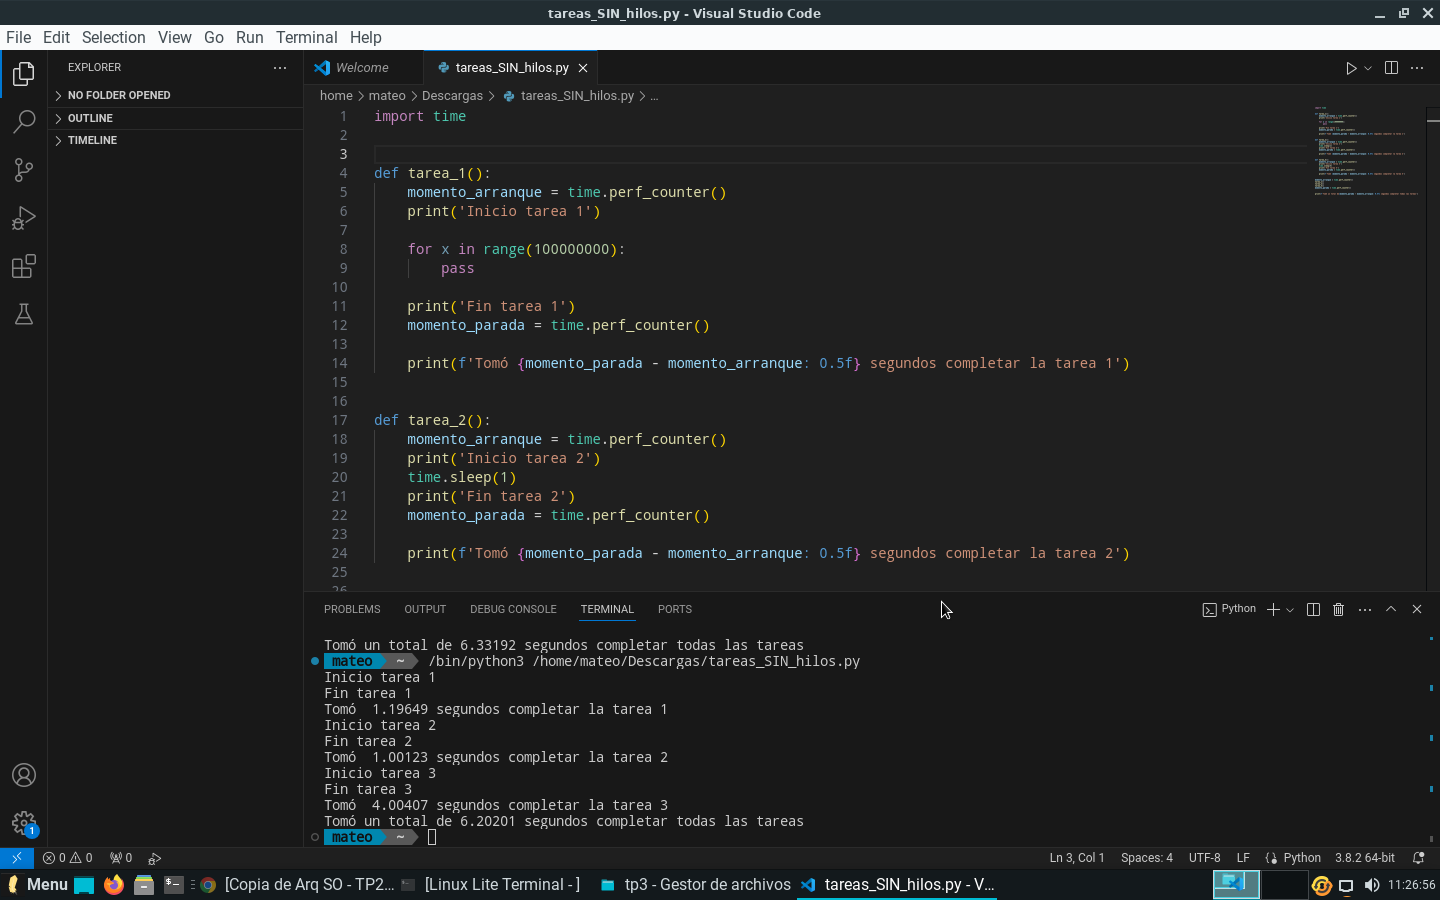 tareas_SIN_hilos.py - Visual Studio Code
File Edit Selection View Go Run Terminal Help
EXPLORER
NO FOLDER OPENED
OUTLINE
TIMELINE
Welcome
tareas_SIN_hilos.py
home > mateo > Descargas > tareas_SIN_hilos.py > ...
1 import time
2
3
4 def tarea_1():
5 momento_arranque = time.perf_counter()
6 print('Inicio tarea 1')
7
8 for x in range(100000000):
9 pass
10
11 print('Fin tarea 1')
12 momento_parada = time.perf_counter()
13
14 print(f'Tomó {momento_parada - momento_arranque: 0.5f} segundos completar la tarea 1')
15
16
17 def tarea_2():
18 momento_arranque = time.perf_counter()
19 print('Inicio tarea 2')
20 time.sleep(1)
21 print('Fin tarea 2')
22 momento_parada = time.perf_counter()
23
24 print(f'Tomó {momento_parada - momento_arranque: 0.5f} segundos completar la tarea 2')
25
26
PROBLEMS OUTPUT DEBUG CONSOLE TERMINAL PORTS
Python
Tomó un total de 6.33192 segundos completar todas las tareas
mateo ~ /bin/python3 /home/mateo/Descargas/tareas_SIN_hilos.py
Inicio tarea 1
Fin tarea 1
Tomó 1.19649 segundos completar la tarea 1
Inicio tarea 2
Fin tarea 2
Tomó 1.00123 segundos completar la tarea 2
Inicio tarea 3
Fin tarea 3
Tomó 4.00407 segundos completar la tarea 3
Tomó un total de 6.20201 segundos completar todas las tareas
mateo ~
1
0 0 0 Ln 3, Col 1 Spaces: 4 UTF-8 LF Python 3.8.2 64-bit
Menu [Copia de Arq SO - TP2... [Linux Lite Terminal - ] tp3 - Gestor de archivos tareas_SIN_hilos.py - V... 11:26:56